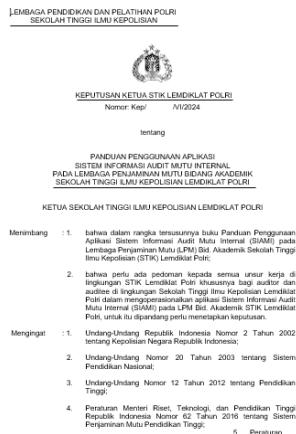 LEMBAGA PENDIDIKAN DAN PELATIHAN POLRI
SEKOLAH TINGGI ILMU KEPOLISIAN
KEPUTUSAN KETUA STIK LEMDIKLAT POLRI
Nomor: Kep/ /VI/2024
tentang
PANDUAN PENGGUNAAN APLIKASI
SISTEM INFORMASI AUDIT MUTU INTERNAL
PADA LEMBAGA PENJAMINAN MUTU BIDANG AKADEMIK
SEKOLAH TINGGI ILMU KEPOLISIAN LEMDIKLAT POLRI
KETUA SEKOLAH TINGGI ILMU KEPOLISIAN LEMDIKLAT POLRI
Menimbang : 1. bahwa dalam rangka tersusunnya buku Panduan Penggunaan
Aplikasi Sistem Informasi Audit Mutu Internal (SIAMI) pada
Lembaga Penjaminan Mutu (LPM) Bid. Akademik Sekolah Tinggi
Ilmu Kepolisian (STIK) Lemdiklat Polri;
2. bahwa perlu ada pedoman kepada semua unsur kerja di
lingkungan STIK Lemdiklat Polri khususnya bagi auditor dan
auditee di lingkungan Sekolah Tinggi Ilmu Kepolisian Lemdiklat
Polri dalam mengoperasionalkan aplikasi Sistem Informasi Audit
Mutu Internal (SIAMI) pada LPM Bid. Akademik STIK Lemdiklat
Polri, untuk itu dipandang perlu menetapkan keputusan.
Mengingat : 1. Undang-Undang Republik Indonesia Nomor 2 Tahun 2002
tentang Kepolisian Negara Republik Indonesia;
2. Undang-Undang Nomor 20 Tahun 2003 tentang Sistem
Pendidikan Nasional;
3. Undang-Undang Nomor 12 Tahun 2012 tentang Pendidikan
Tinggi;
4. Peraturan Menteri Riset, Teknologi, dan Pendidikan Tinggi
Republik Indonesia Nomor 62 Tahun 2016 tentang Sistem
Penjaminan Mutu Pendidikan Tinggi;
5. Peraturan